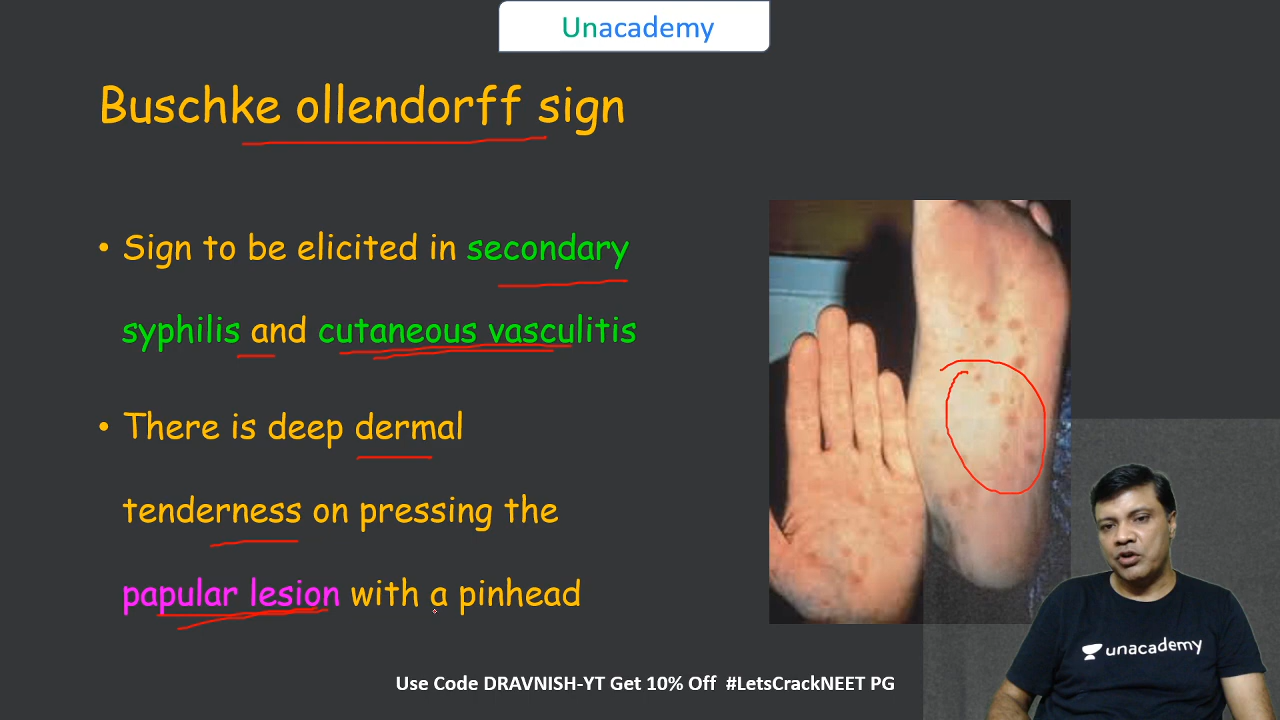 Unacademy
Buschke ollendorff sign
• Sign to be elicited in secondary
syphilis and cutaneous vasculitis
• There is deep dermal
tenderness on pressing the
papular lesion with a pinhead
unacademy
Use Code DRAVNISH-YT Get 10% Off #LetsCrackNEET PG